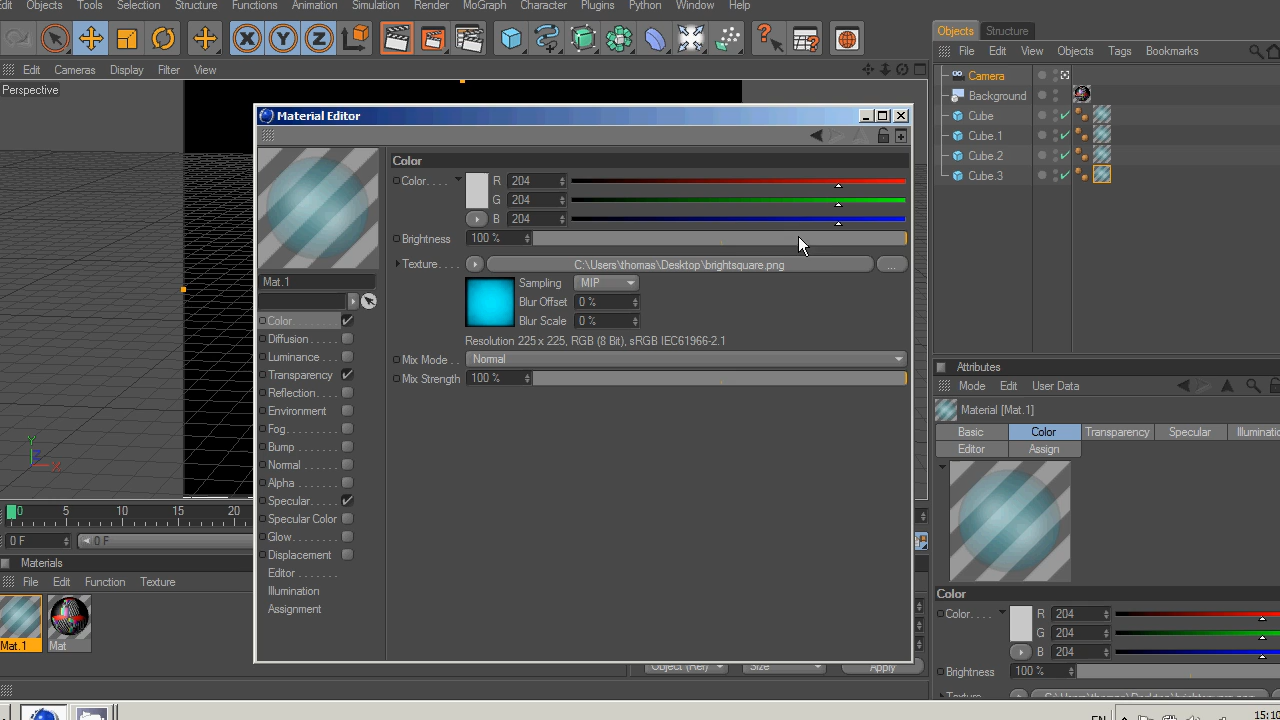 Objects Tools Selection Structure Functions Animation Simulation Render MoGraph Character Plugins Python Window Help
Edit Cameras Display Filter View
Perspective
Objects Structure
File Edit View Objects Tags Bookmarks
Camera
Background
Cube
Cube.1
Cube.2
Cube.3
Material Editor
Mat.1
Color
Diffusion
Luminance
Transparency
Reflection
Environment
Fog
Bump
Normal
Alpha
Specular
Specular Color
Glow
Displacement
Editor
Illumination
Assignment
Color
Color R 204
G 204
B 204
Brightness 100 %
Texture C:\Users\thomas\Desktop\brightsquare.png ...
Sampling MIP
Blur Offset 0 %
Blur Scale 0 %
Resolution 225 x 225, RGB (8 Bit), sRGB IEC61966-2.1
Mix Mode Normal
Mix Strength 100 %
Attributes
Mode Edit User Data
Material [Mat.1]
Basic Color Transparency Specular
Editor Assign
Color
Color R 204
G 204
B 204
Brightness 100 %
Y
Z
X
0 5 10 15 20
0 F 0 F
Materials
File Edit Function Texture
Mat.1 Mat
Object (Rel) Size Apply
EN 15:10